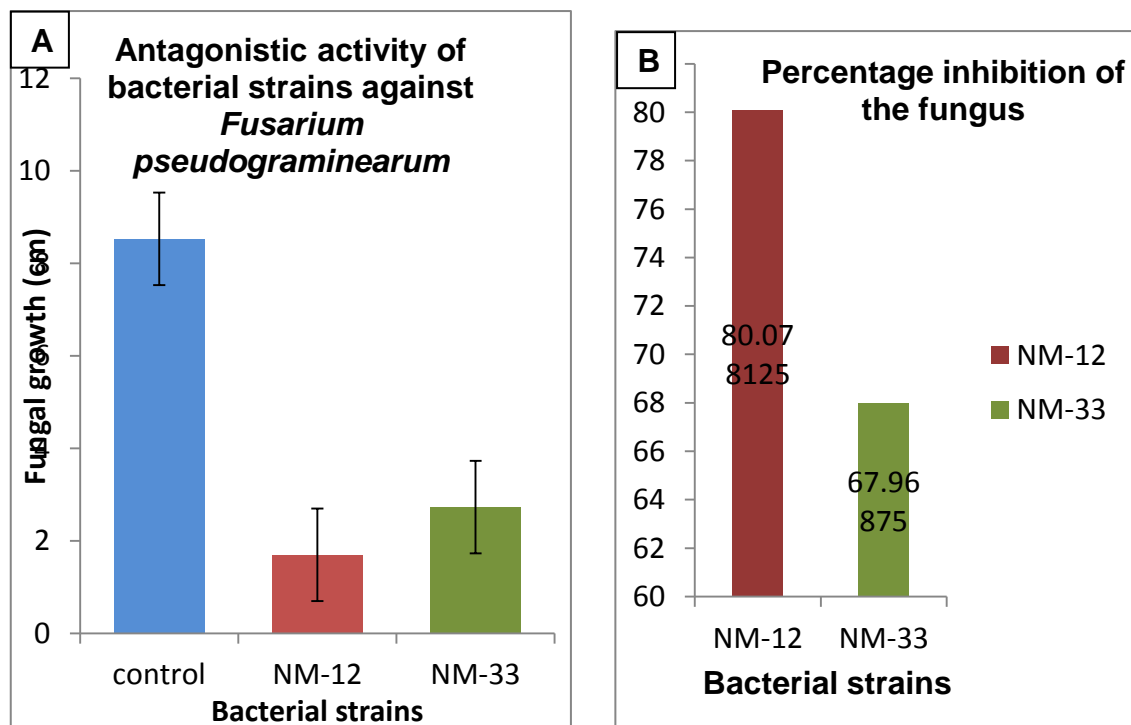 A
Antagonistic activity of
bacterial strains against
Fusarium
pseudograminearum
12
10
8
6
4
2
0
Fungal growth (cm)
control
NM-12
NM-33
Bacterial strains
B
Percentage inhibition of
the fungus
80
78
76
74
72
70
68
66
64
62
60
80.07
8125
67.96
875
NM-12
NM-33
NM-12
NM-33
Bacterial strains